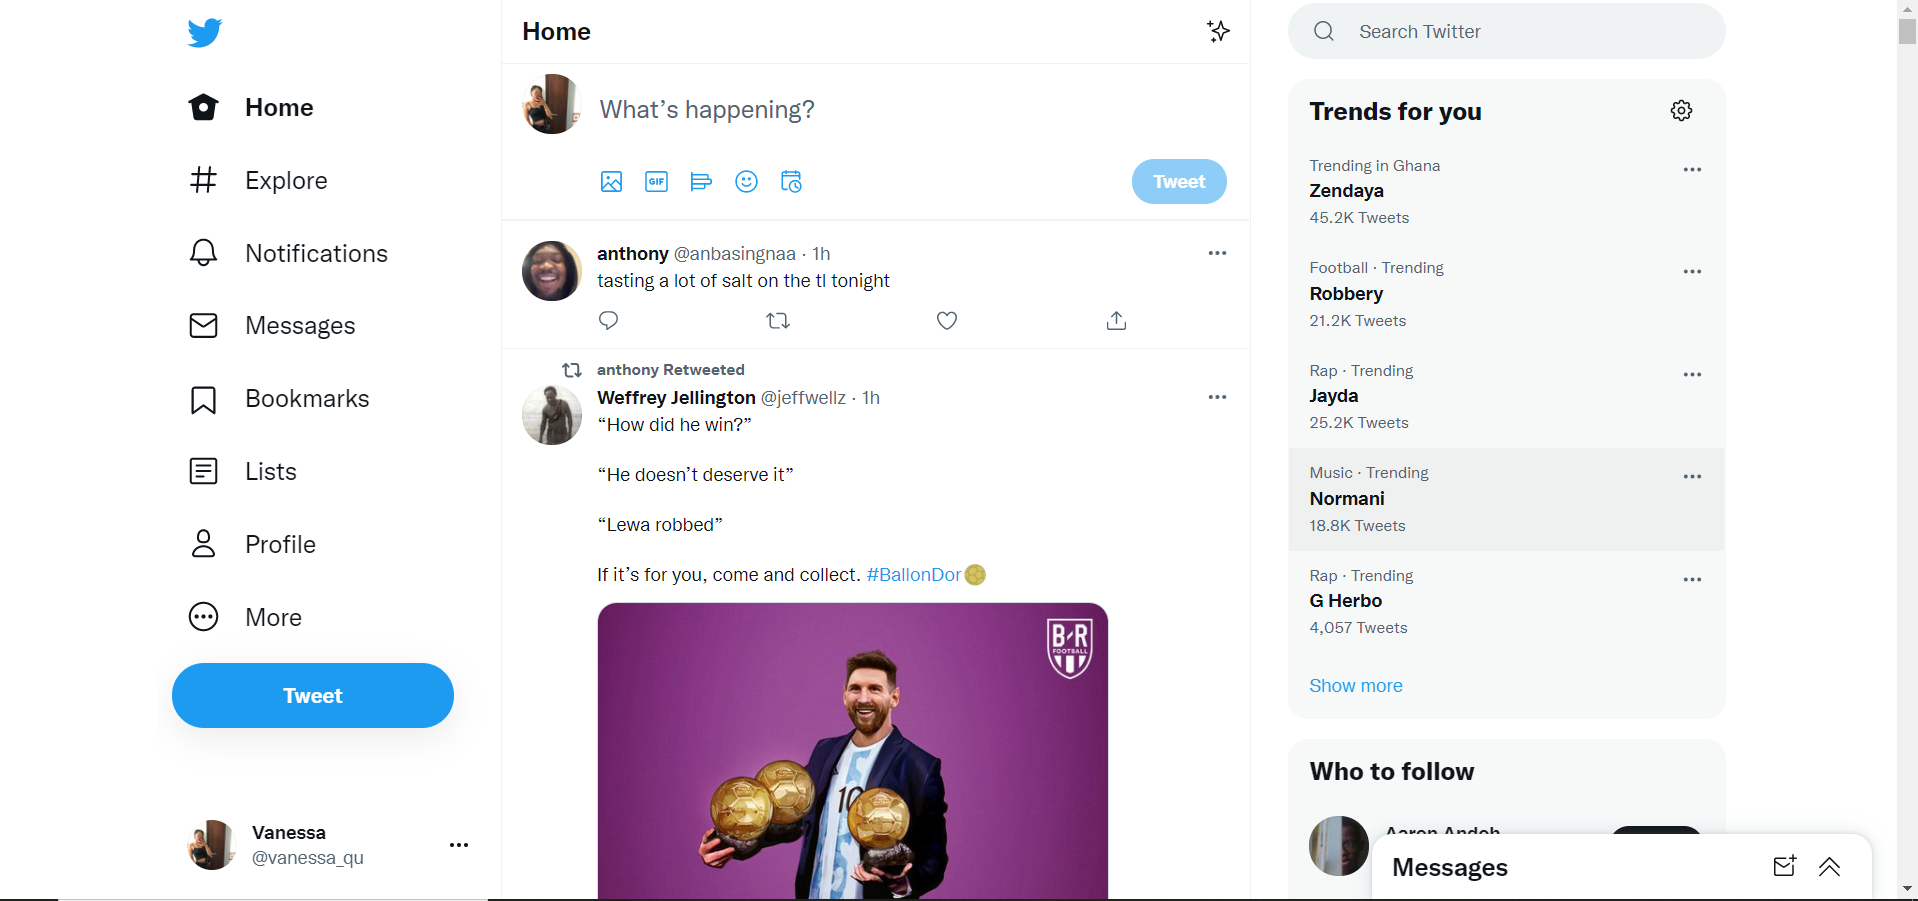 Home
Explore
Notifications
Messages
Bookmarks
Lists
Profile
More
Tweet
Vanessa
@vanessa_qu
Home
What’s happening?
GIF
Tweet
anthony @anbasingnaa · 1h
tasting a lot of salt on the tl tonight
anthony Retweeted
Weffrey Jellington @jeffwellz · 1h
“How did he win?”
“He doesn’t deserve it”
“Lewa robbed”
If it’s for you, come and collect. #BallonDor
B R
FOOTBALL
10
Search Twitter
Trends for you
Trending in Ghana
Zendaya
45.2K Tweets
Football · Trending
Robbery
21.2K Tweets
Rap · Trending
Jayda
25.2K Tweets
Music · Trending
Normani
18.8K Tweets
Rap · Trending
G Herbo
4,057 Tweets
Show more
Who to follow
Aaron Andoh
Messages